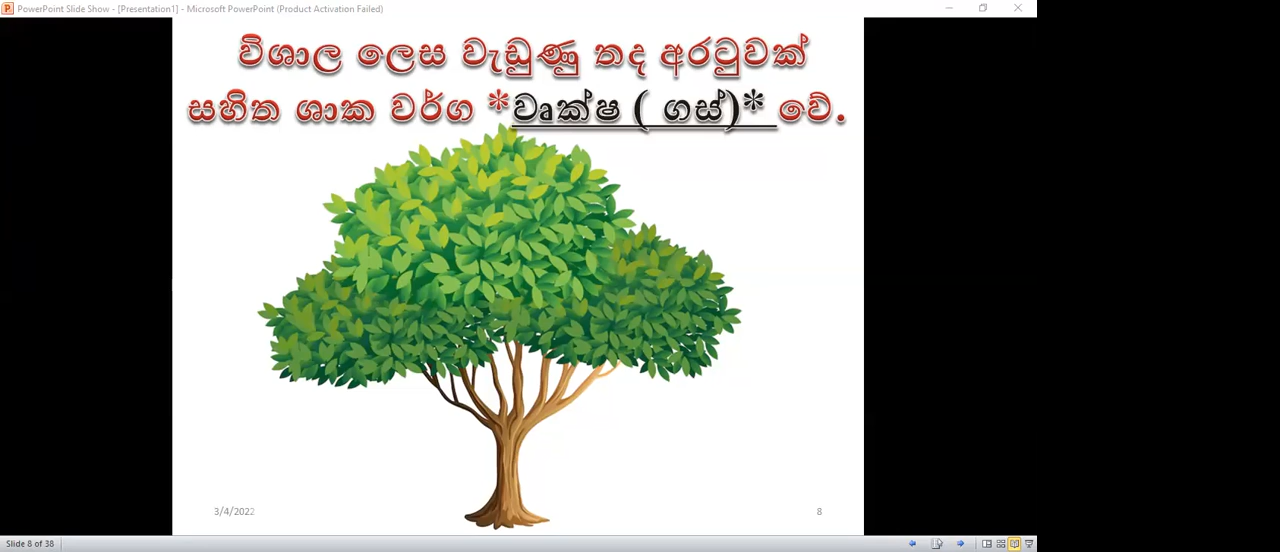 PowerPoint Slide Show - [Presentation1] - Microsoft PowerPoint (Product Activation Failed)
විශාල ලෙස වැඩුණු තද අරටුවක්
සහිත ශාක වර්ග *වෘක්ෂ ( ගස්)* වේ.
3/4/2022
8
Slide 8 of 38